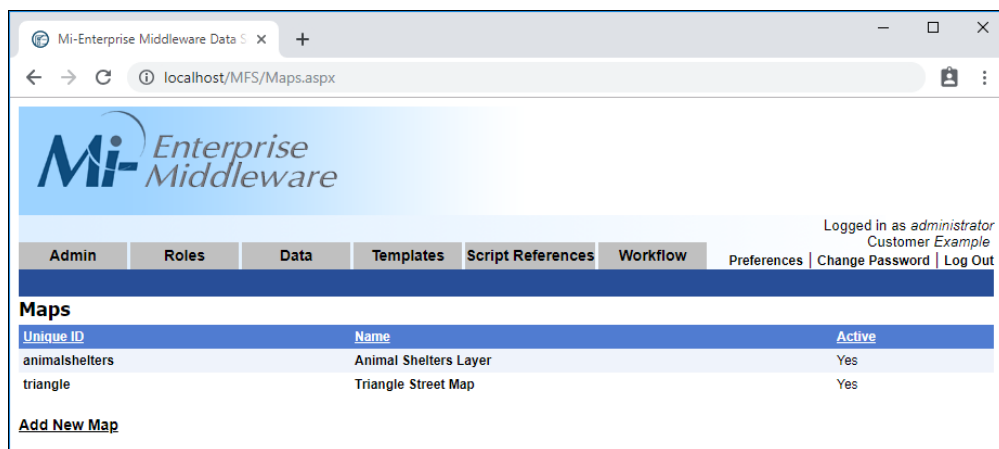 Mi-Enterprise Middleware Data S
localhost/MFS/Maps.aspx
Mi- Enterprise
Middleware
Logged in as administrator
Customer Example
Admin Roles Data Templates Script References Workflow Preferences | Change Password | Log Out
Maps
Unique ID Name Active
animalshelters Animal Shelters Layer Yes
triangle Triangle Street Map Yes
Add New Map